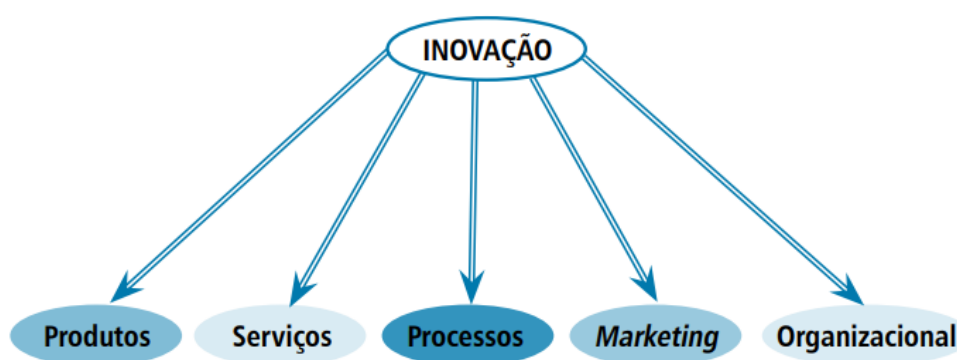 INOVAÇÃO
Produtos Serviços Processos Marketing Organizacional